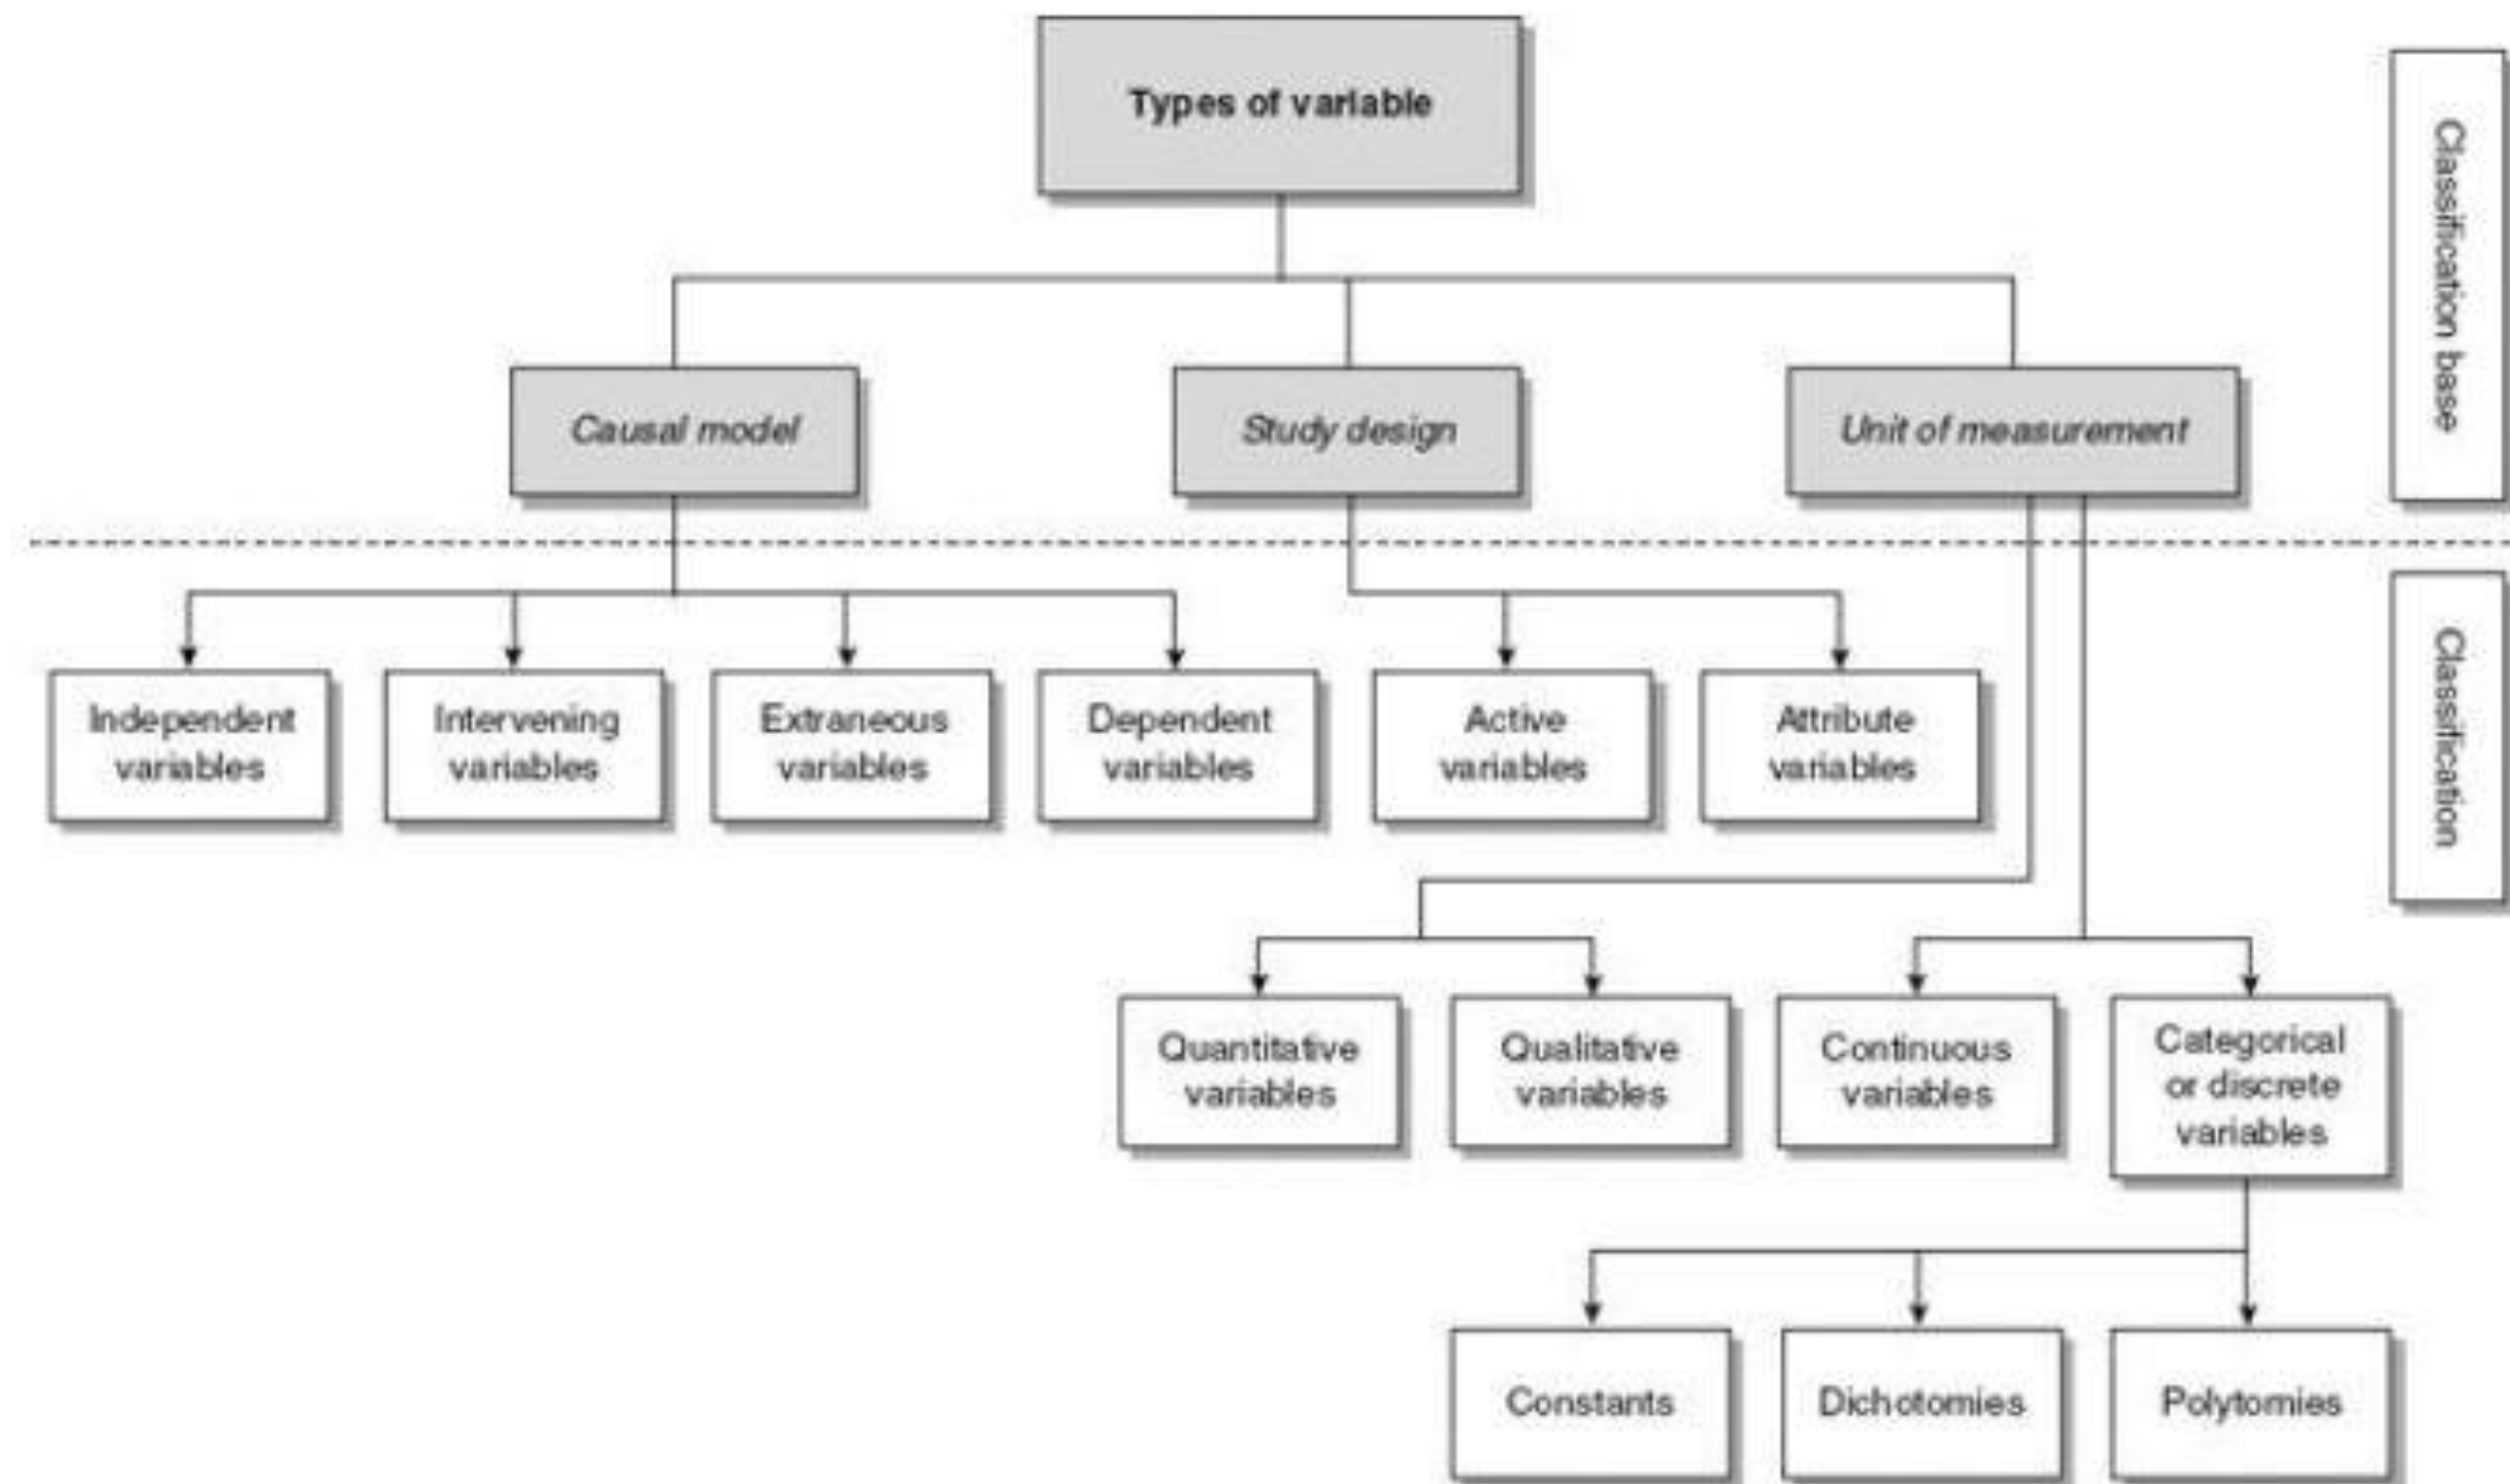 Types of variable
Classification base
Causal model
Study design
Unit of measurement
Classification
Independent
variables
Intervening
variables
Extraneous
variables
Dependent
variables
Active
variables
Attribute
variables
Quantitative
variables
Qualitative
variables
Continuous
variables
Categorical
or discrete
variables
Constants
Dichotomies
Polytomies